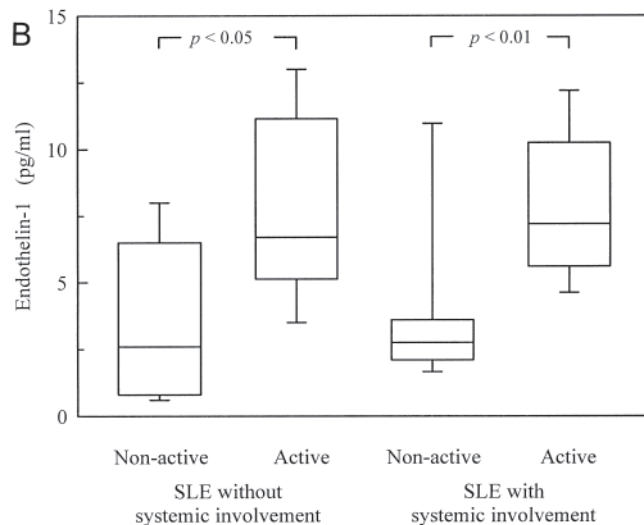 B
15
p < 0.05
p < 0.01
10
Endothelin-1 (pg/ml)
5
0
Non-active Active Non-active Active
SLE without SLE with
systemic involvement systemic involvement